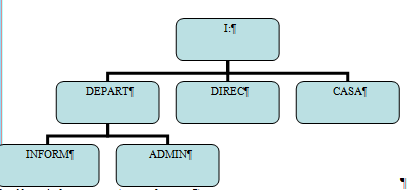 I:¶
DEPART¶
DIREC¶
CASA¶
INFORM¶
ADMIN¶
¶